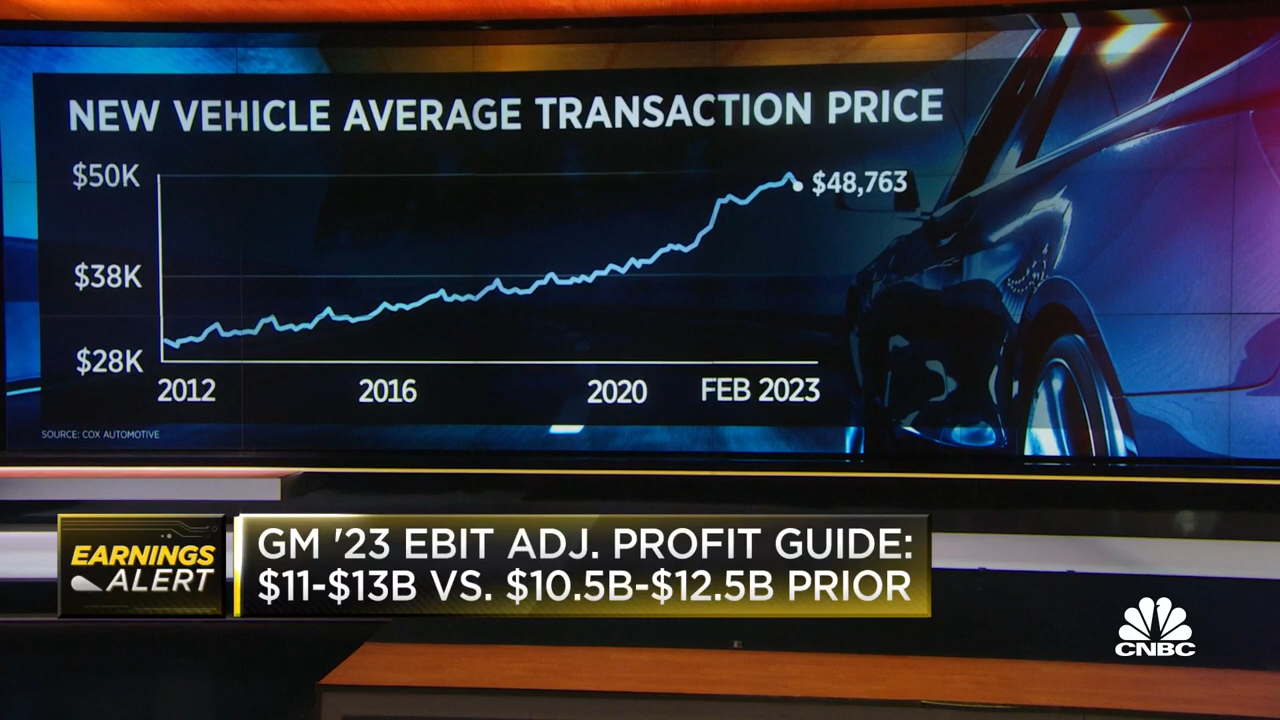 NEW VEHICLE AVERAGE TRANSACTION PRICE
$50K
$48,763
$38K
$28K
2012 2016 2020 FEB 2023
SOURCE: COX AUTOMOTIVE
EARNINGS
ALERT
GM '23 EBIT ADJ. PROFIT GUIDE:
$11-$13B VS. $10.5B-$12.5B PRIOR
CNBC